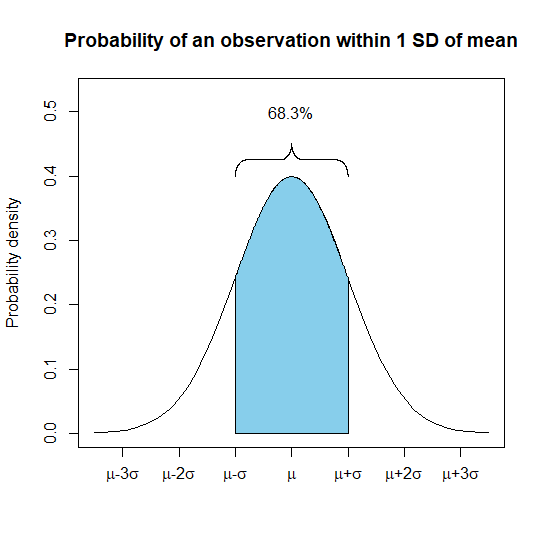 Probability of an observation within 1 SD of mean
68.3%
Probability density
0.5
0.4
0.3
0.2
0.1
0.0
μ-3σ μ-2σ μ-σ μ μ+σ μ+2σ μ+3σ